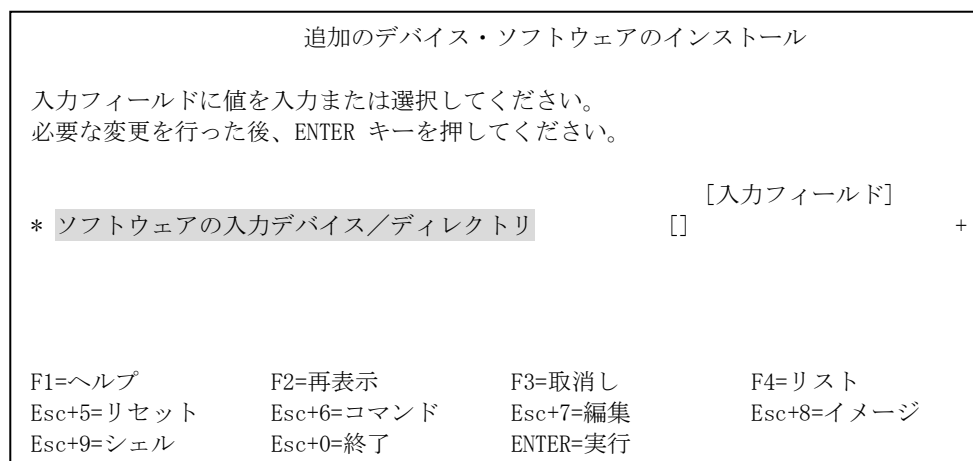 追加のデバイス・ソフトウェアのインストール
入力フィールドに値を入力または選択してください。
必要な変更を行った後、ENTER キーを押してください。
[入力フィールド]
* ソフトウェアの入力デバイス／ディレクトリ [] +
F1=ヘルプ F2=再表示 F3=取消し F4=リスト
Esc+5=リセット Esc+6=コマンド Esc+7=編集 Esc+8=イメージ
Esc+9=シェル Esc+0=終了 ENTER=実行